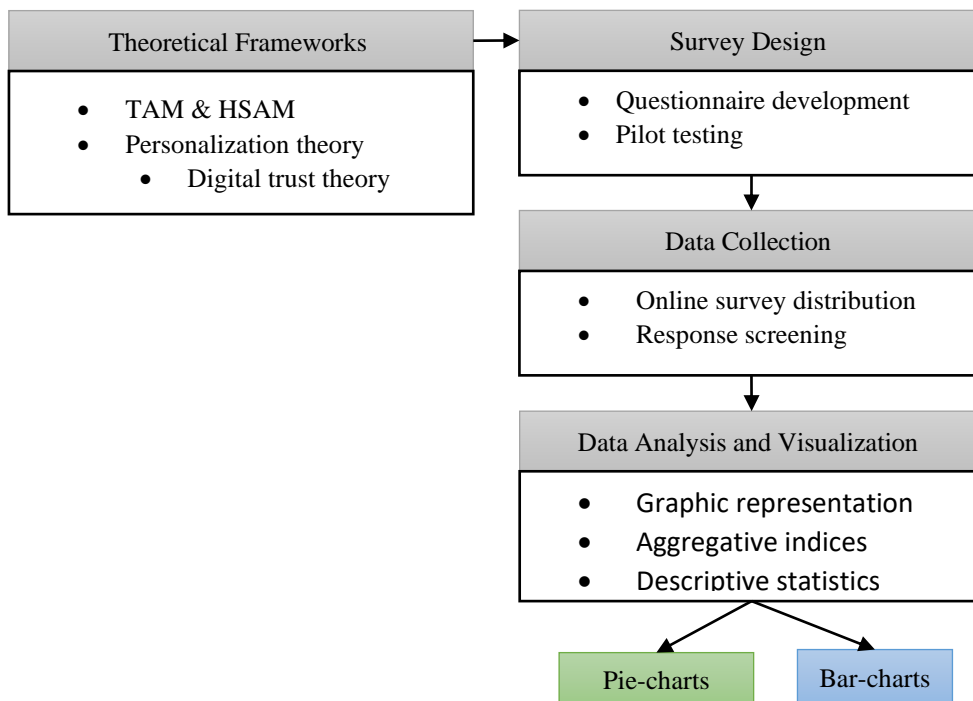 Theoretical Frameworks
• TAM & HSAM
• Personalization theory
• Digital trust theory
Survey Design
• Questionnaire development
• Pilot testing
Data Collection
• Online survey distribution
• Response screening
Data Analysis and Visualization
• Graphic representation
• Aggregative indices
• Descriptive statistics
Pie-charts
Bar-charts